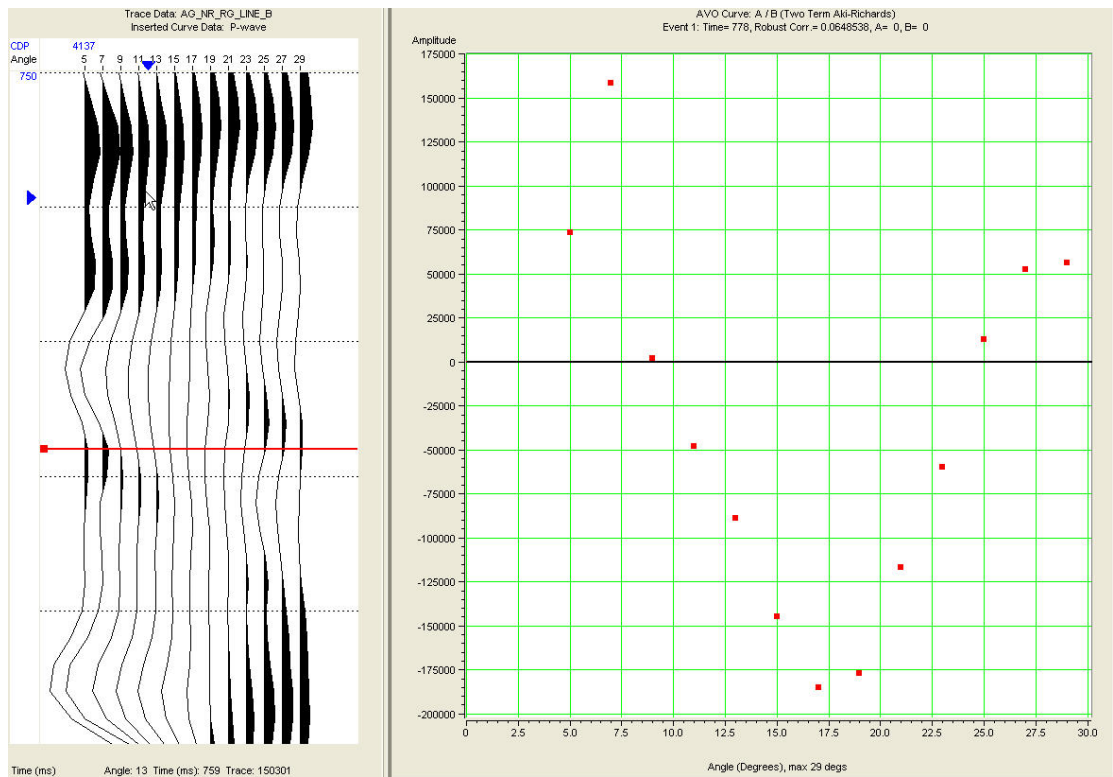 Trace Data: AG_NR_RG_LINE_B
Inserted Curve Data: P-wave
CDP 4137
Angle 5 7 9 11 13 15 17 19 21 23 25 27 29
750
Time (ms) Angle: 13 Time (ms): 759 Trace: 150301
AVO Curve: A / B (Two Term Aki-Richards)
Event 1: Time= 778, Robust Corr.= 0.0648538, A= 0, B= 0
Amplitude
175000
150000
125000
100000
75000
50000
25000
0
-25000
-50000
-75000
-100000
-125000
-150000
-175000
-200000
0 2.5 5.0 7.5 10.0 12.5 15.0 17.5 20.0 22.5 25.0 27.5 30.0
Angle (Degrees), max 29 degs